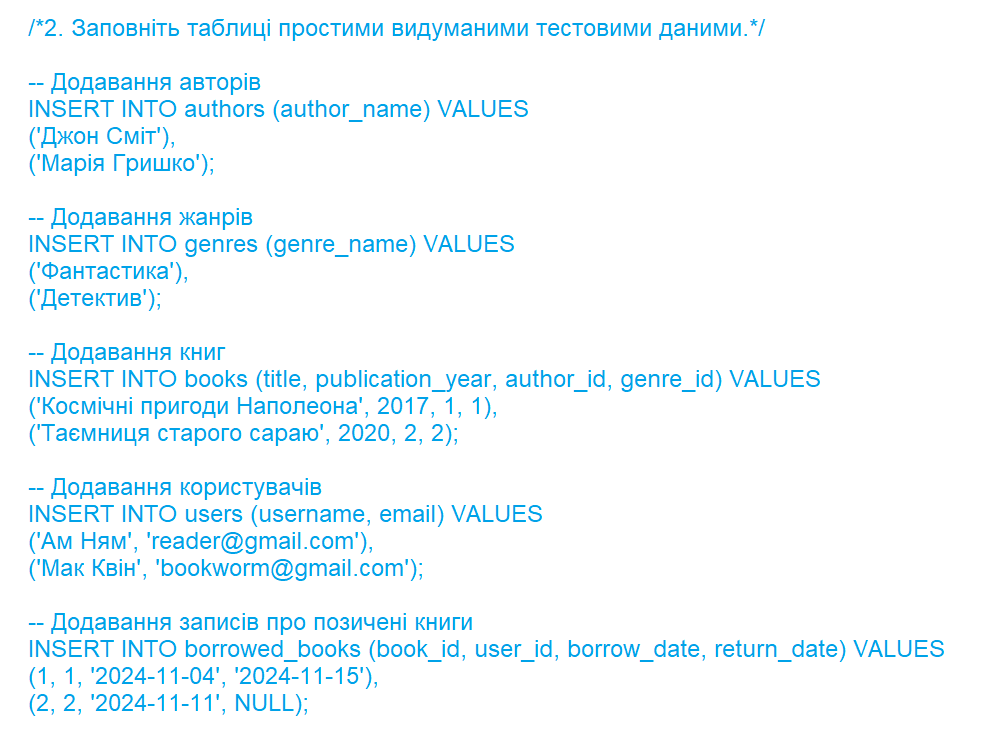 /*2. Заповніть таблиці простими видуманими тестовими даними.*/
-- Додавання авторів
INSERT INTO authors (author_name) VALUES
('Джон Сміт'),
('Марія Гришко');
-- Додавання жанрів
INSERT INTO genres (genre_name) VALUES
('Фантастика'),
('Детектив');
-- Додавання книг
INSERT INTO books (title, publication_year, author_id, genre_id) VALUES
('Космічні пригоди Наполеона', 2017, 1, 1),
('Таємниця старого сараю', 2020, 2, 2);
-- Додавання користувачів
INSERT INTO users (username, email) VALUES
('Ам Ням', 'reader@gmail.com'),
('Мак Квін', 'bookworm@gmail.com');
-- Додавання записів про позичені книги
INSERT INTO borrowed_books (book_id, user_id, borrow_date, return_date) VALUES
(1, 1, '2024-11-04', '2024-11-15'),
(2, 2, '2024-11-11', NULL);